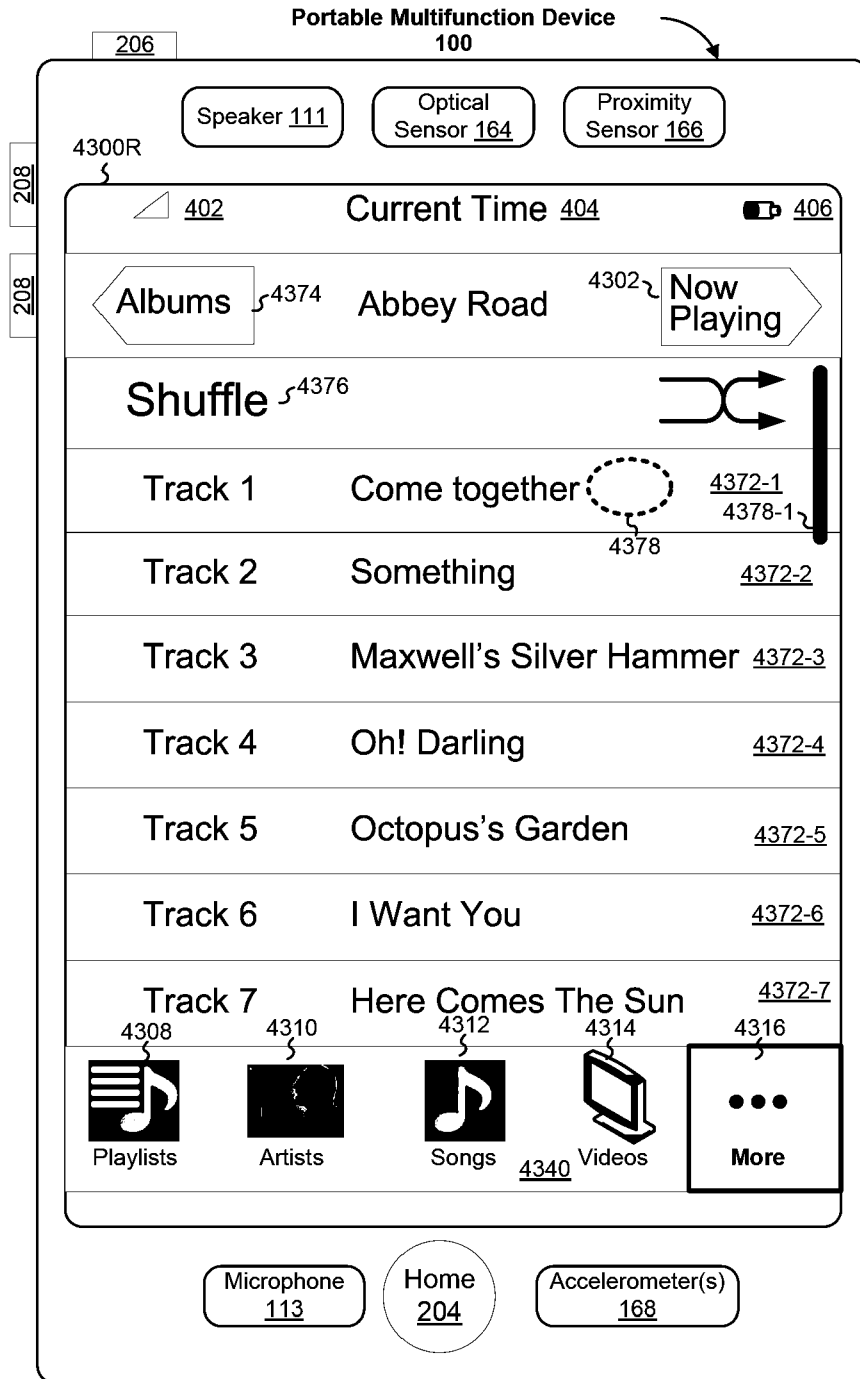 Portable Multifunction Device
100
206
Speaker 111
Optical
Sensor 164
Proximity
Sensor 166
4300R
208
208
402
Current Time 404
406
Albums
4374
Abbey Road
4302
Now
Playing
Shuffle
4376
Track 1 Come together 4372-1
4378
4378-1
Track 2 Something 4372-2
Track 3 Maxwell's Silver Hammer 4372-3
Track 4 Oh! Darling 4372-4
Track 5 Octopus's Garden 4372-5
Track 6 I Want You 4372-6
Track 7 Here Comes The Sun 4372-7
4308 4310 4312 4314 4316
Playlists Artists Songs 4340 Videos More
Microphone
113
Home
204
Accelerometer(s)
168